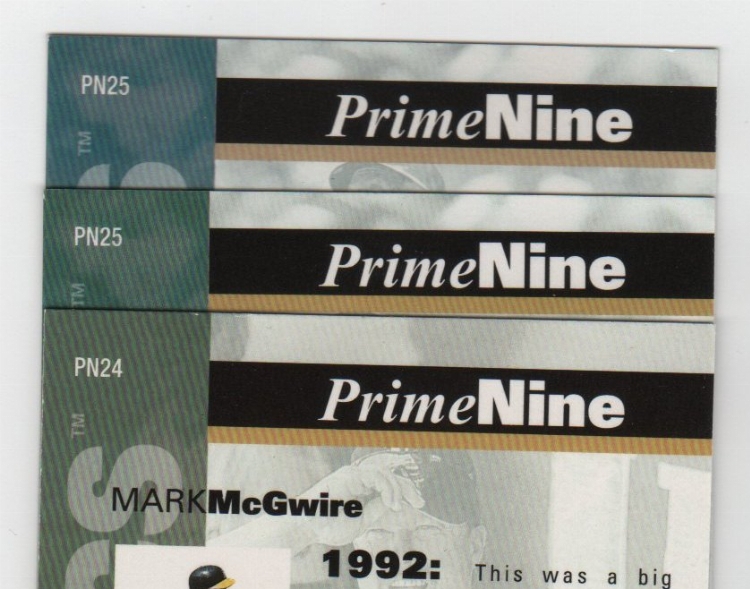 PN25
PrimeNine
TM
PN25
PrimeNine
TM
PN24
PrimeNine
TM
MARKMcGwire
1992: This was a big